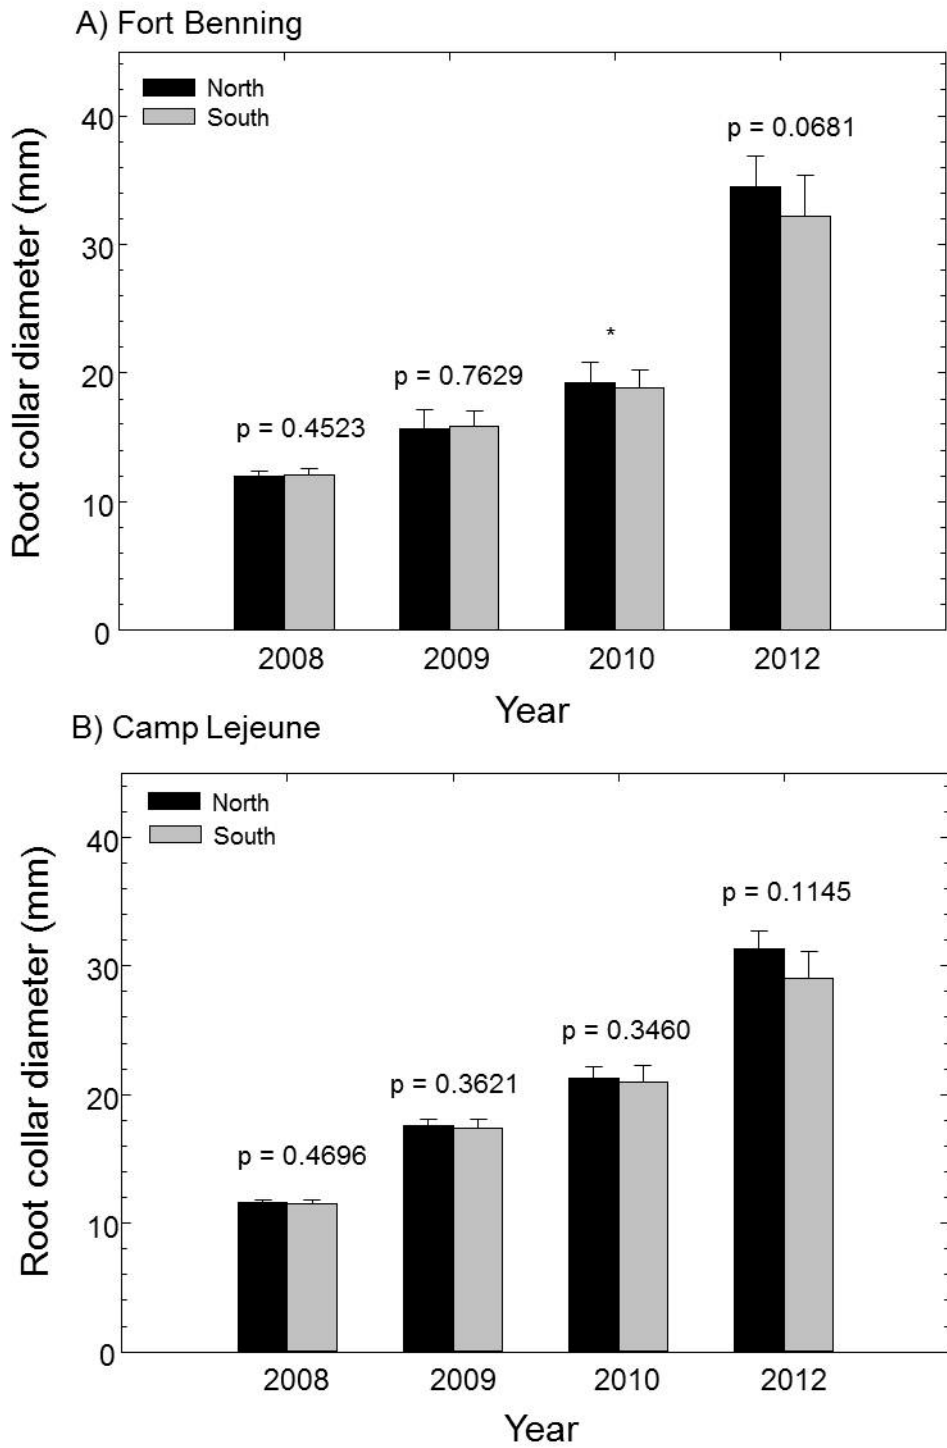 A) Fort Benning
North
South
Root collar diameter (mm)
40
30
20
10
0
p = 0.4523
p = 0.7629
*
p = 0.0681
2008 2009 2010 2012
Year
B) Camp Lejeune
North
South
Root collar diameter (mm)
40
30
20
10
0
p = 0.4696
p = 0.3621
p = 0.3460
p = 0.1145
2008 2009 2010 2012
Year